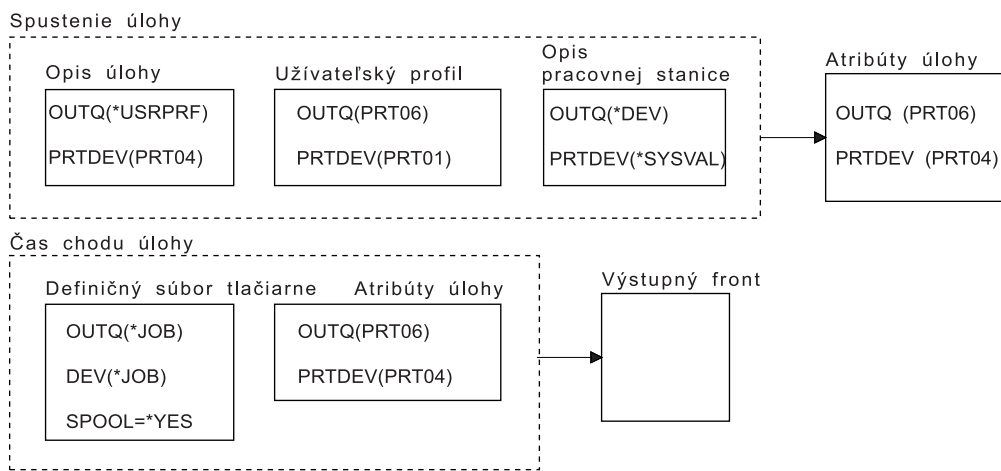 Spustenie úlohy
Opis úlohy
OUTQ(*USRPRF)
PRTDEV(PRT04)
Užívateľský profil
OUTQ(PRT06)
PRTDEV(PRT01)
Opis
pracovnej stanice
OUTQ(*DEV)
PRTDEV(*SYSVAL)
Atribúty úlohy
OUTQ (PRT06)
PRTDEV (PRT04)
Čas chodu úlohy
Definičný súbor tlačiarne
OUTQ(*JOB)
DEV(*JOB)
SPOOL=*YES
Atribúty úlohy
OUTQ(PRT06)
PRTDEV(PRT04)
Výstupný front